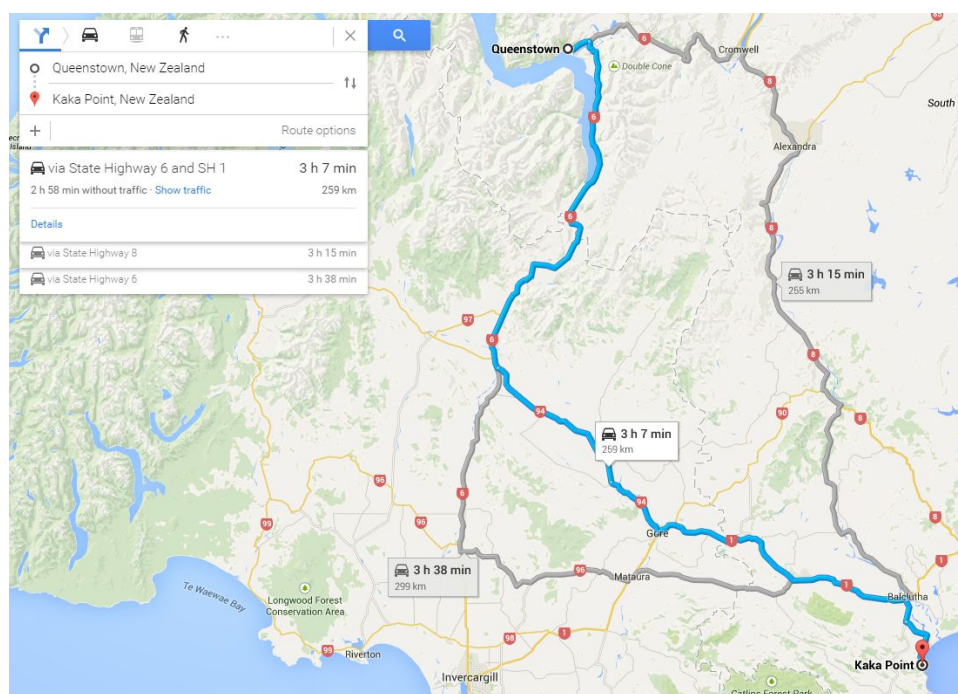 Queenstown, New Zealand
Kaka Point, New Zealand
Route options
via State Highway 6 and SH 1 3 h 7 min
2 h 58 min without traffic · Show traffic 259 km
Details
via State Highway 8 3 h 15 min
via State Highway 6 3 h 38 min
Queenstown
6
Cromwell
Double Cone
8
6
South
Alexandra
6
8
3 h 15 min
255 km
97
6
8
94
90
3 h 7 min
259 km
96
6
94
99
96
8
99
Gore
1
1
3 h 38 min
299 km
96
Mataura
1
Balclutha
Te Waewae Bay
Longwood Forest
Conservation Area
98
1
99
Riverton
Kaka Point
Invercargill
Catlins Forest Park